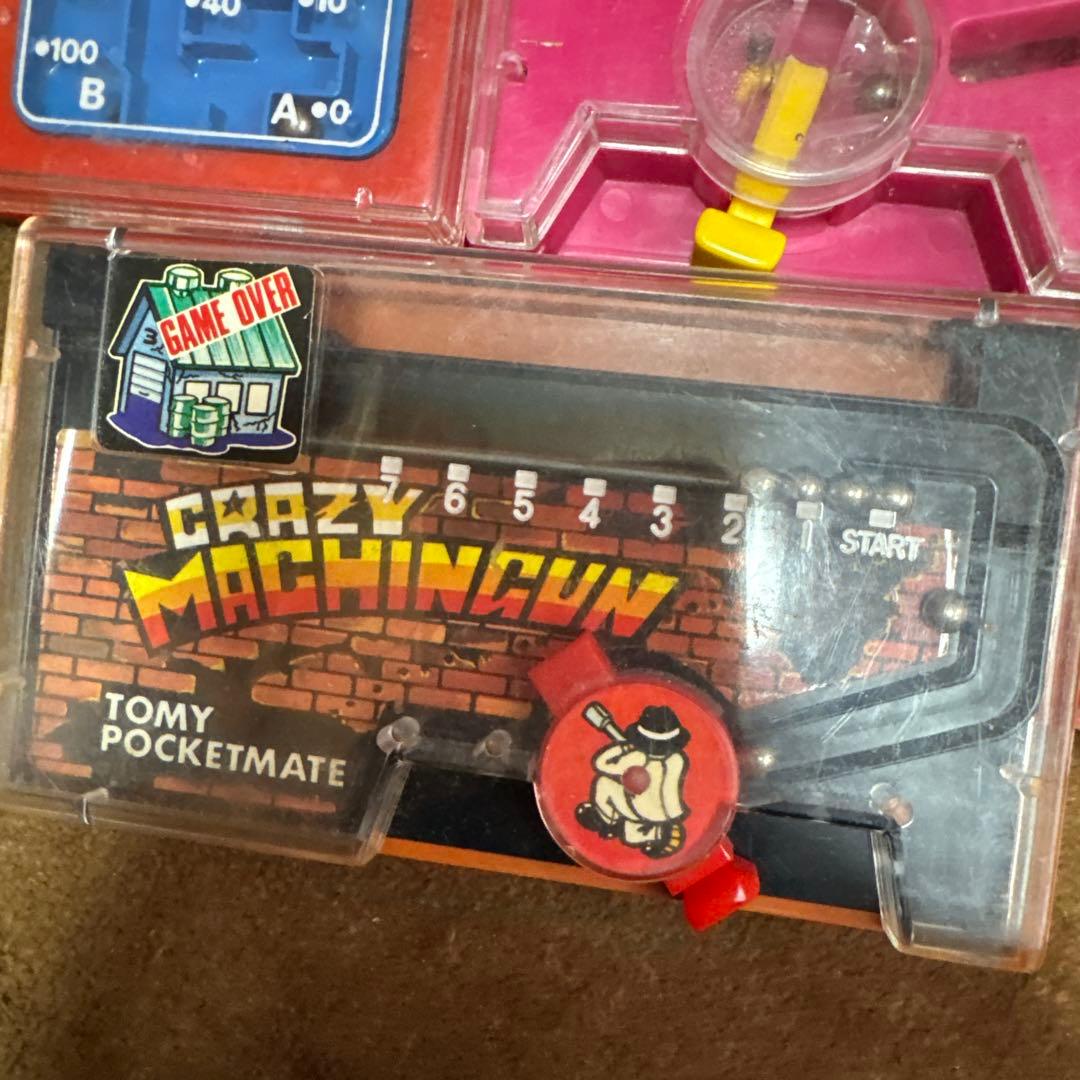 •40 •10
•100
B A •0
GAME OVER
7 6 5 4 3 2 1 START
CRAZY
MACHINGUN
TOMY
POCKETMATE